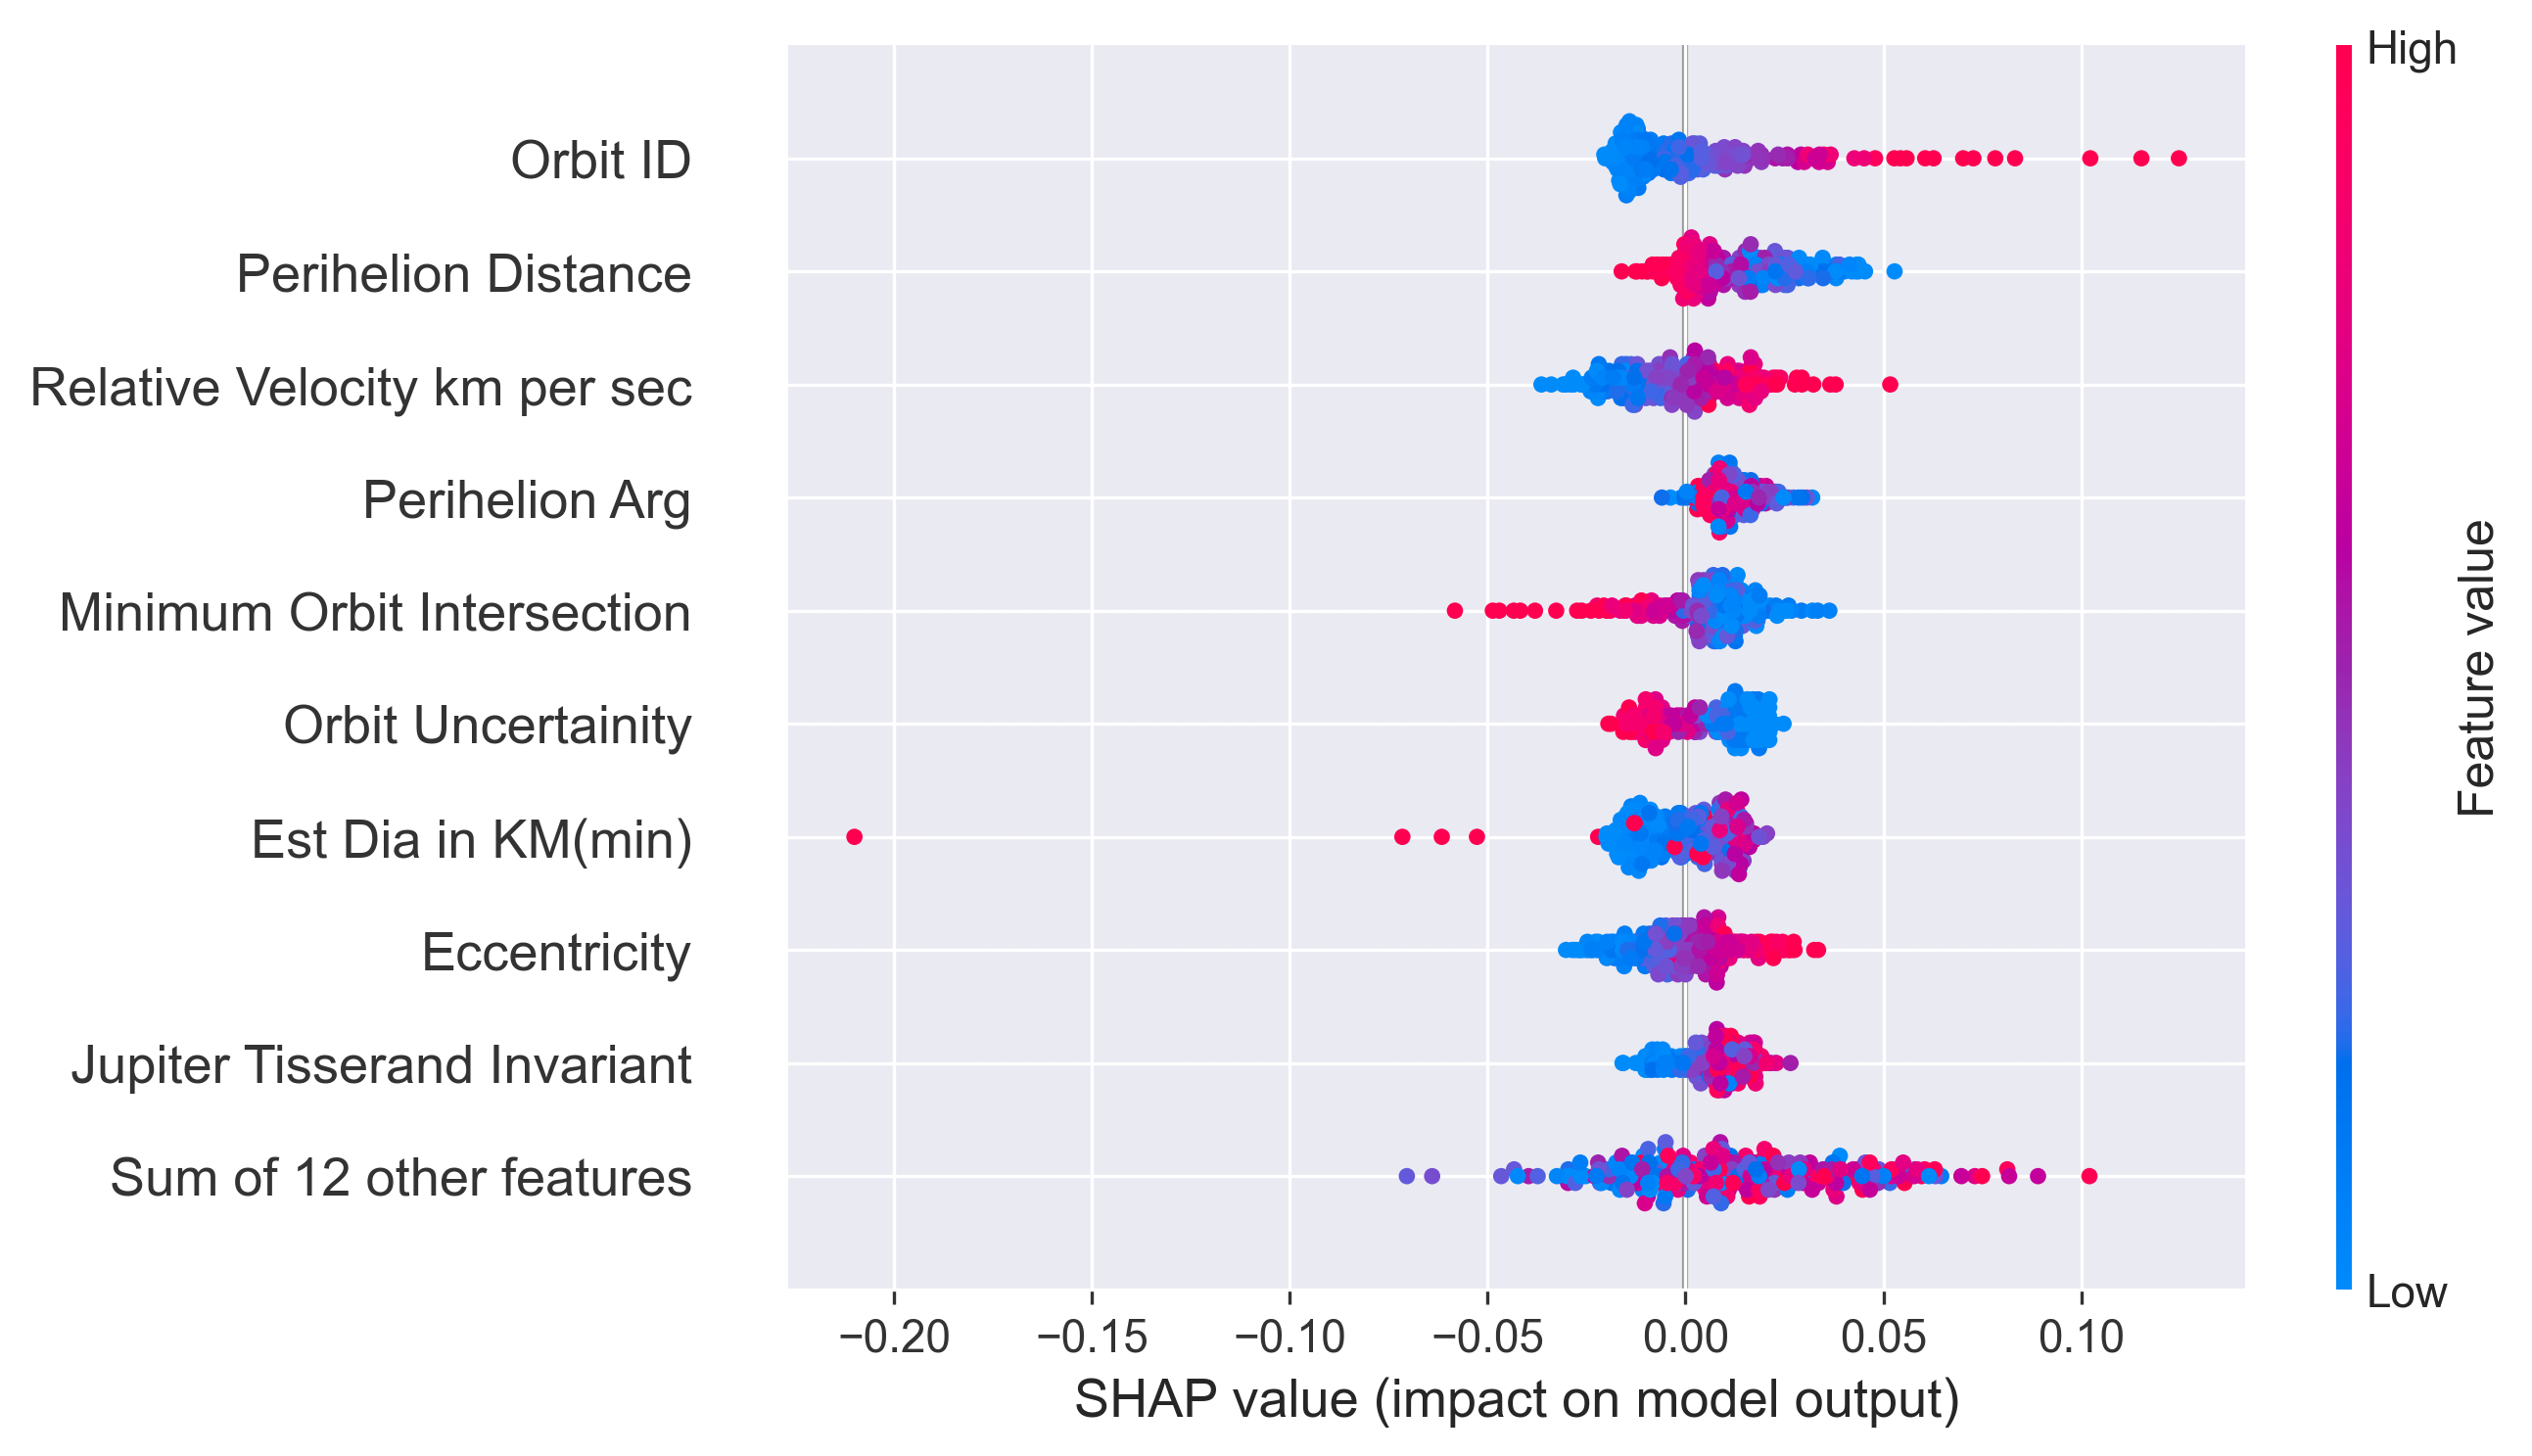 High
Orbit ID
Perihelion Distance
Relative Velocity km per sec
Perihelion Arg
Minimum Orbit Intersection
Orbit Uncertainity
Est Dia in KM(min)
Eccentricity
Jupiter Tisserand Invariant
Sum of 12 other features
Feature value
Low
−0.20 −0.15 −0.10 −0.05 0.00 0.05 0.10
SHAP value (impact on model output)